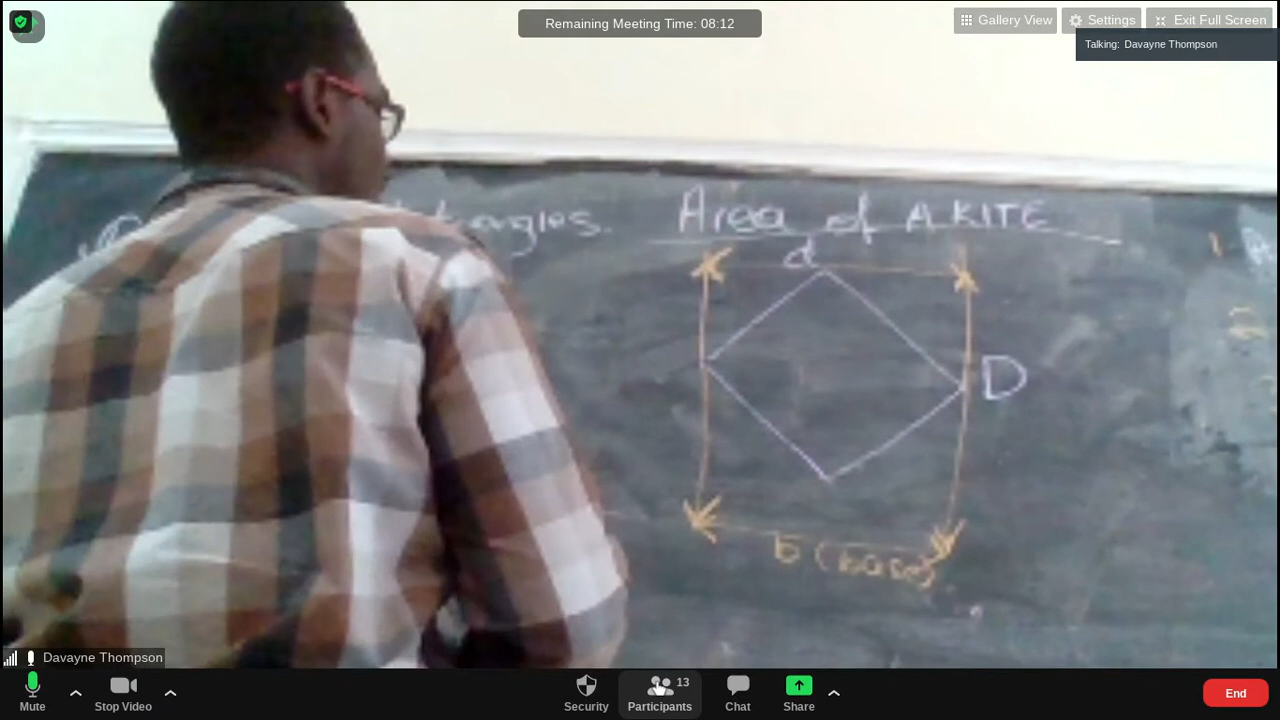 Remaining Meeting Time: 08:12
Gallery View
Settings
Exit Full Screen
Talking: Davayne Thompson
Area of A KITE
d
D
b (base)
Davayne Thompson
Mute
Stop Video
Security
13
Participants
Chat
Share
End